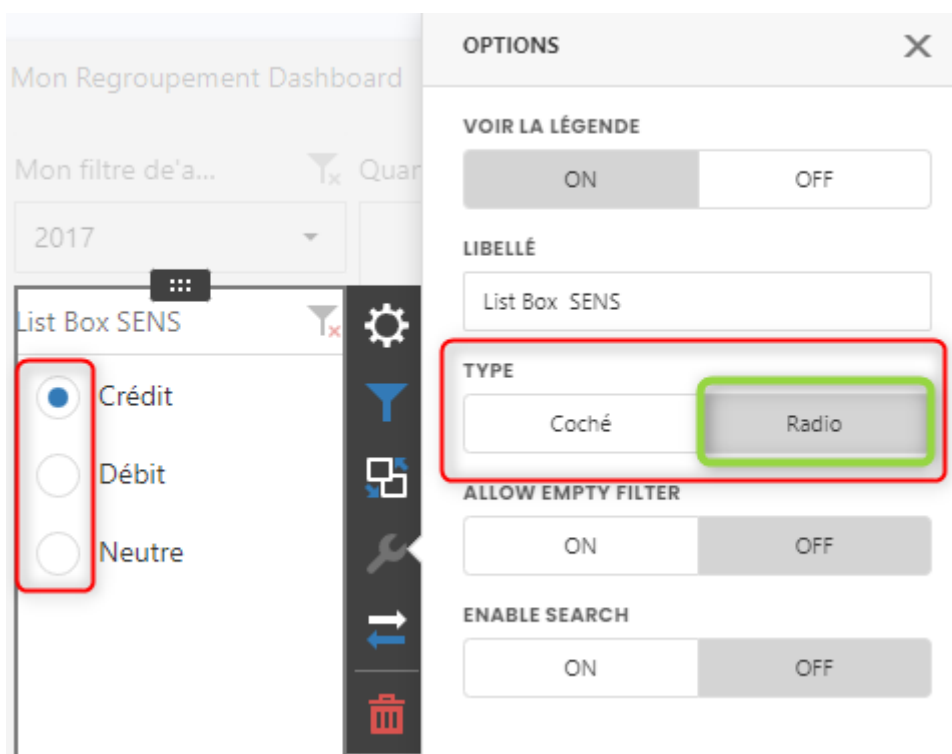 Mon Regroupement Dashboard
Mon filtre de'a...
Quar
2017
List Box SENS
Crédit
Débit
Neutre
OPTIONS
VOIR LA LÉGENDE
ON OFF
LIBELLÉ
List Box SENS
TYPE
Coché Radio
ALLOW EMPTY FILTER
ON OFF
ENABLE SEARCH
ON OFF